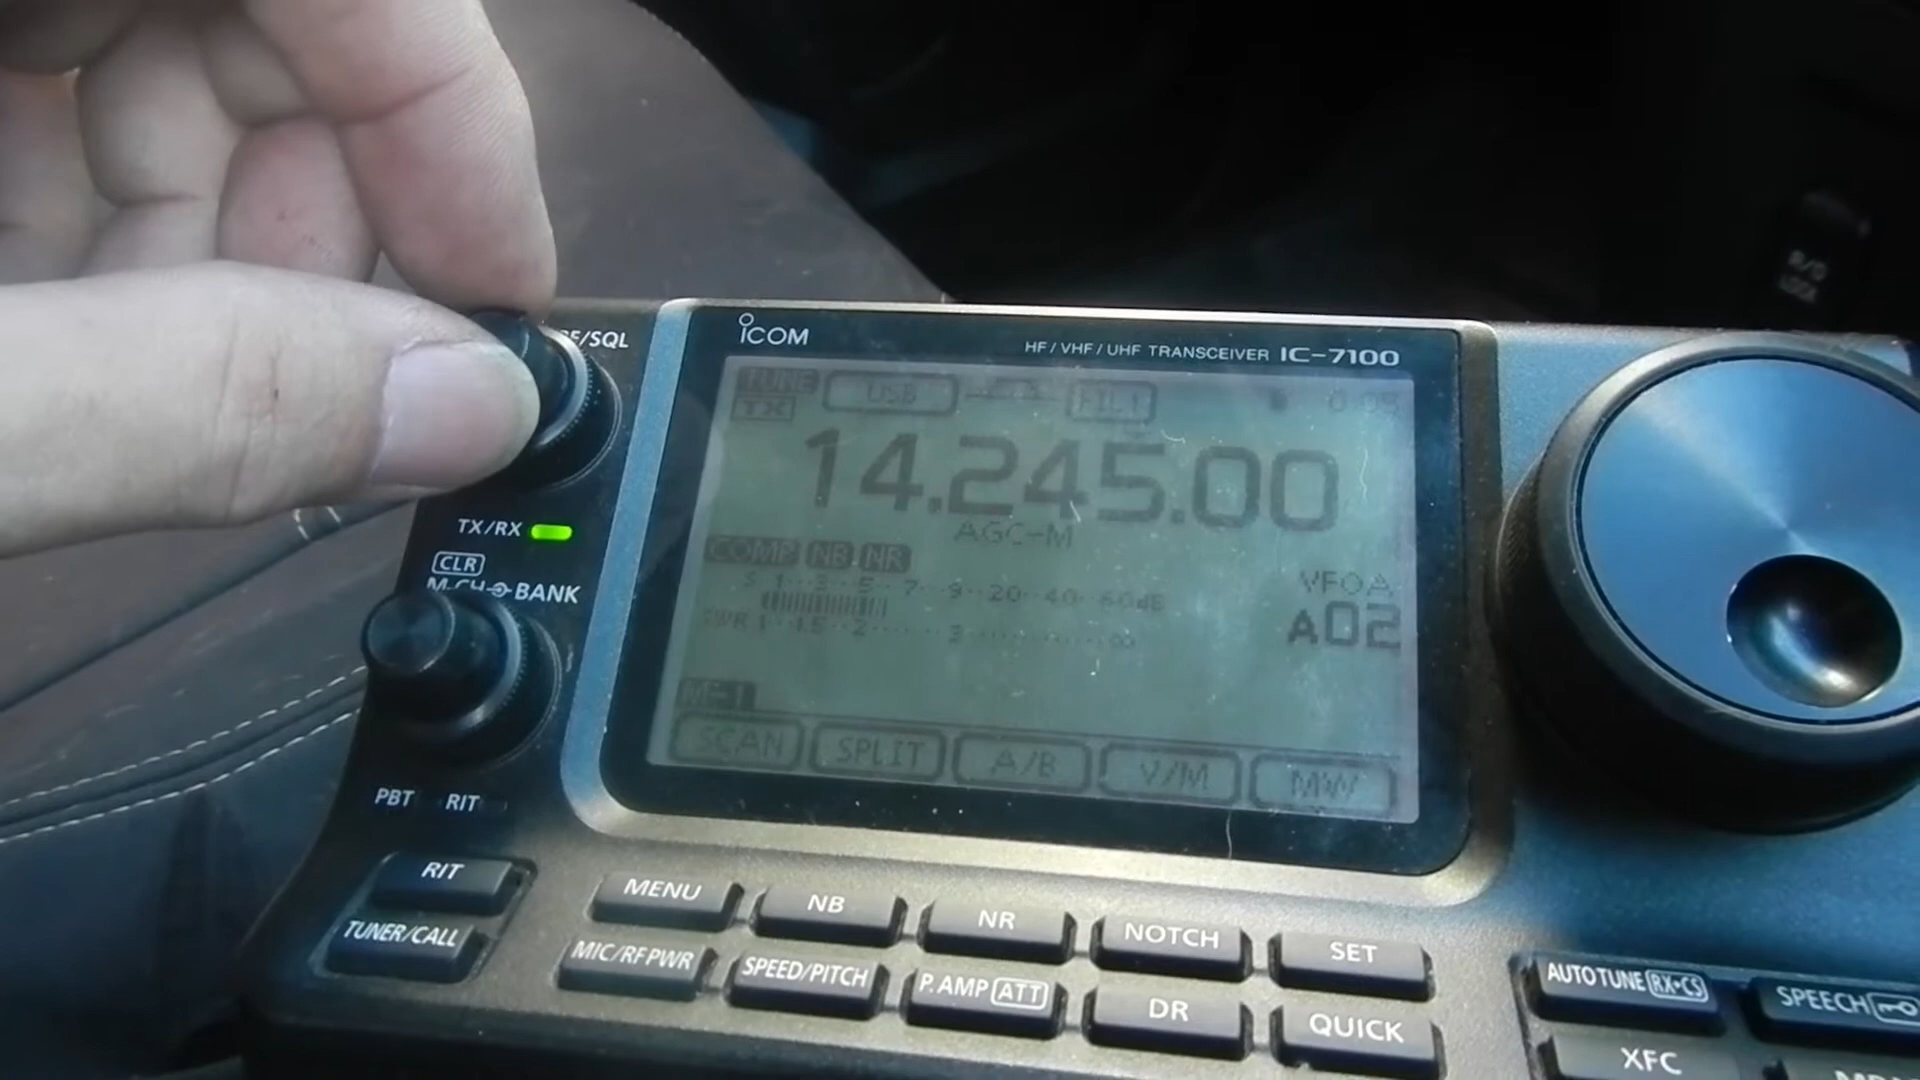 ICOM
HF/VHF/UHF TRANSCEIVER IC-7100
/SQL
TUNE USB FIL1
TX
14.245.00
AGC-M
COMP NB NR
S 1 3 5 7 9 20 40 60dB
SWR 1 1.5 2 3 ∞
VFOA
A02
M-1
SCAN SPLIT A/B V/M MW
TX/RX
CLR
M-CH BANK
PBT RIT
RIT
TUNER/CALL
MENU NB NR NOTCH SET
MIC/RF PWR SPEED/PITCH P.AMP ATT DR QUICK
AUTOTUNE RX•CS SPEECH
XFC
LOCK